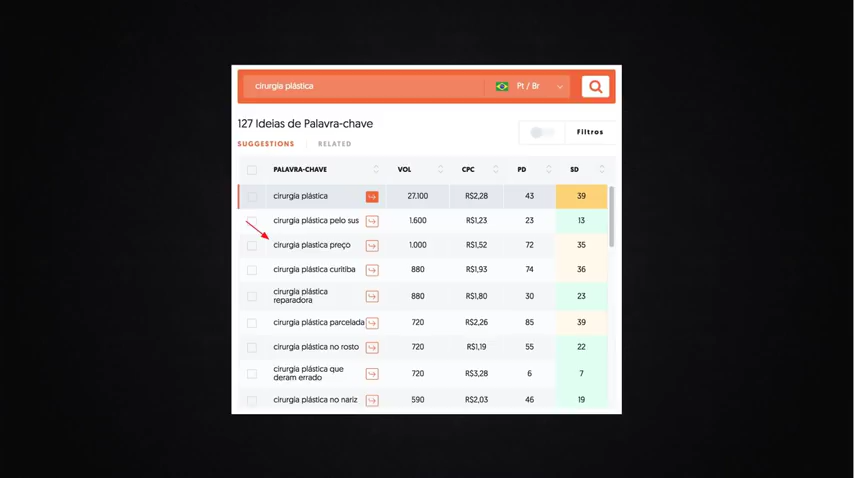 cirurgia plástica
Pt / Br
127 Ideias de Palavra-chave
Filtros
SUGGESTIONS RELATED
PALAVRA-CHAVE VOL CPC PD SD
cirurgia plástica 27.100 R$2,28 43 39
cirurgia plástica pelo sus 1.600 R$1,23 23 13
cirurgia plastica preço 1.000 R$1,52 72 35
cirurgia plástica curitiba 880 R$1,93 74 36
cirurgia plástica
reparadora 880 R$1,80 30 23
cirurgia plástica parcelada 720 R$2,26 85 39
cirurgia plástica no rosto 720 R$1,19 55 22
cirurgia plástica que
deram errado 720 R$3,28 6 7
cirurgia plástica no nariz 590 R$2,03 46 19